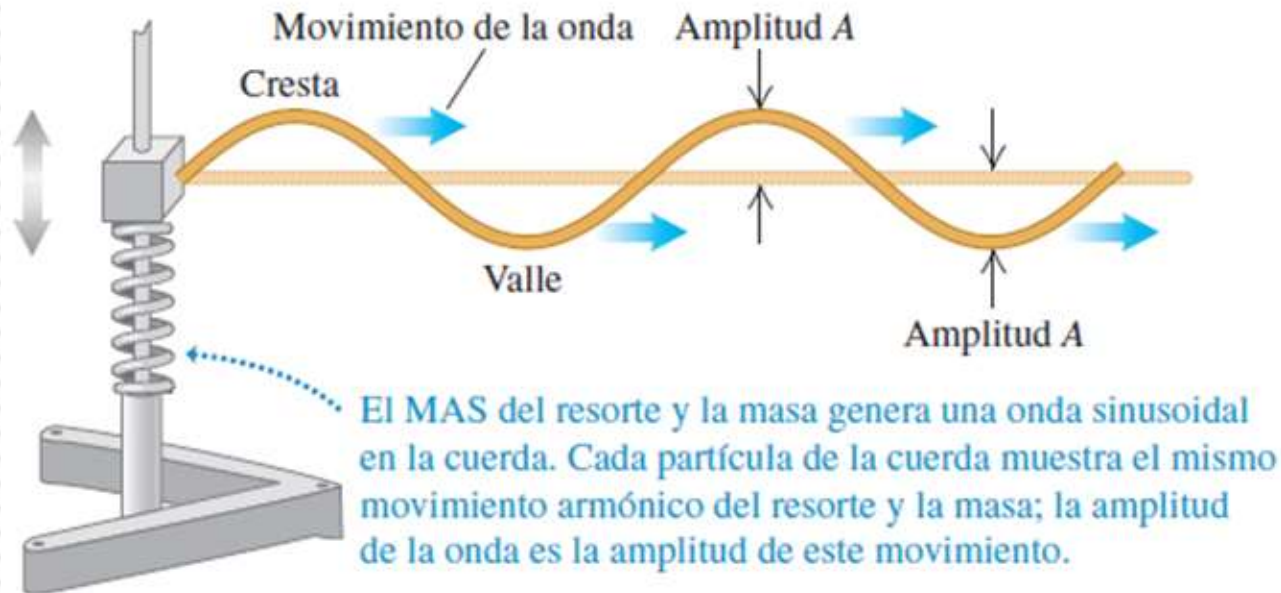 Movimiento de la onda
Amplitud A
Cresta
Valle
Amplitud A
El MAS del resorte y la masa genera una onda sinusoidal
en la cuerda. Cada partícula de la cuerda muestra el mismo
movimiento armónico del resorte y la masa; la amplitud
de la onda es la amplitud de este movimiento.